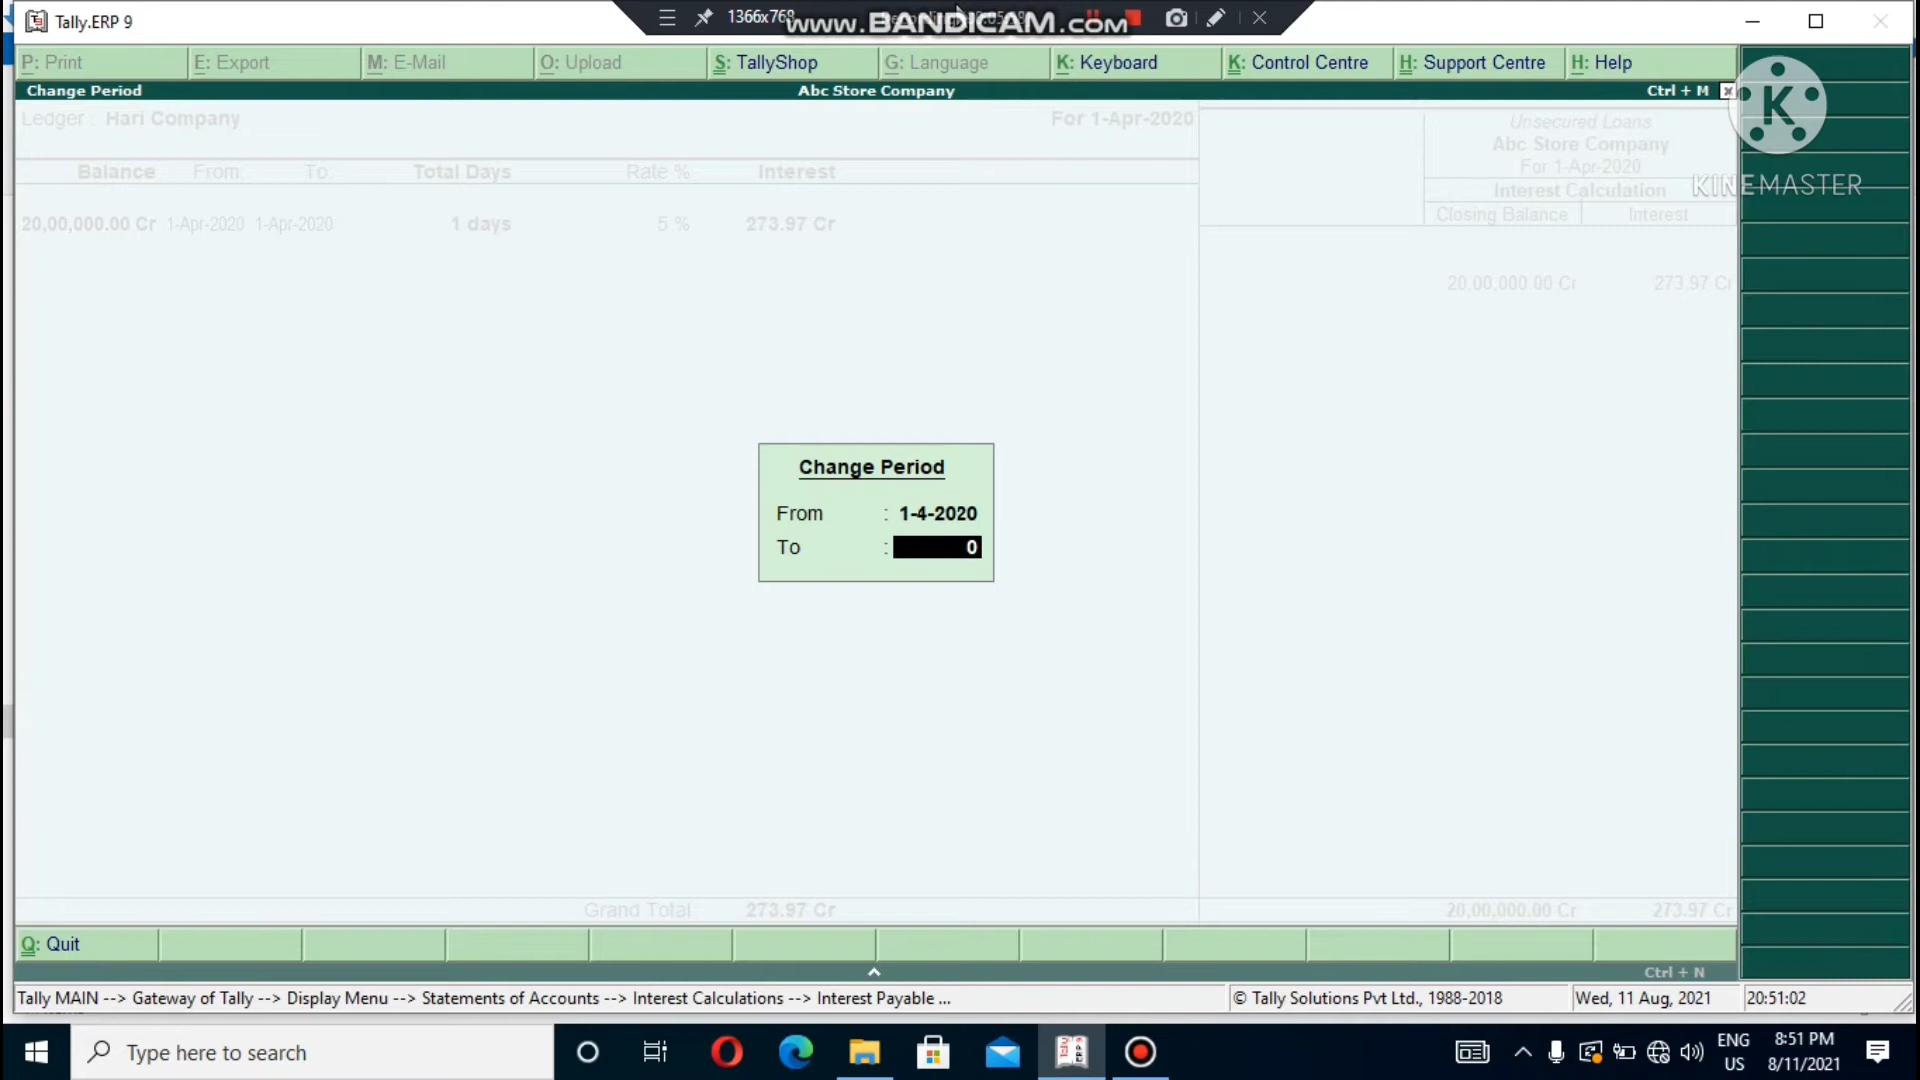 Tally.ERP 9
1366x768
www.BANDICAM.com
P: Print E: Export M: E-Mail O: Upload S: TallyShop G: Language K: Keyboard K: Control Centre H: Support Centre H: Help
Change Period Abc Store Company Ctrl + M
Ledger : Hari Company For 1-Apr-2020
Balance From To Total Days Rate % Interest
20,00,000.00 Cr 1-Apr-2020 1-Apr-2020 1 days 5 % 273.97 Cr
Unsecured Loans
Abc Store Company
For 1-Apr-2020
Interest Calculation
Closing Balance Interest
20,00,000.00 Cr 273.97 Cr
K
KINEMASTER
Change Period
From : 1-4-2020
To : 0
Grand Total 273.97 Cr 20,00,000.00 Cr 273.97 Cr
Q: Quit
Ctrl + N
Tally MAIN --> Gateway of Tally --> Display Menu --> Statements of Accounts --> Interest Calculations --> Interest Payable ... © Tally Solutions Pvt Ltd., 1988-2018 Wed, 11 Aug, 2021 20:51:02
Type here to search
ENG
US
8:51 PM
8/11/2021